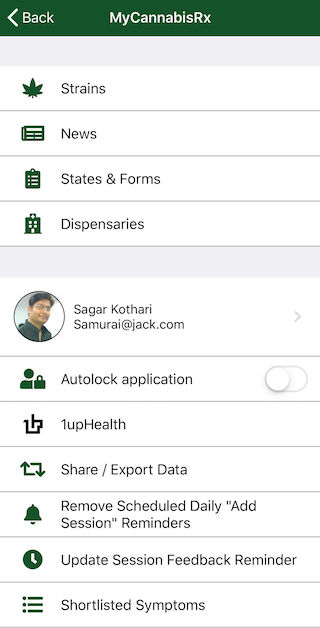 Back
MyCannabisRx
Strains
News
States & Forms
Dispensaries
Sagar Kothari
Samurai@jack.com
Autolock application
1upHealth
Share / Export Data
Remove Scheduled Daily "Add
Session" Reminders
Update Session Feedback Reminder
Shortlisted Symptoms